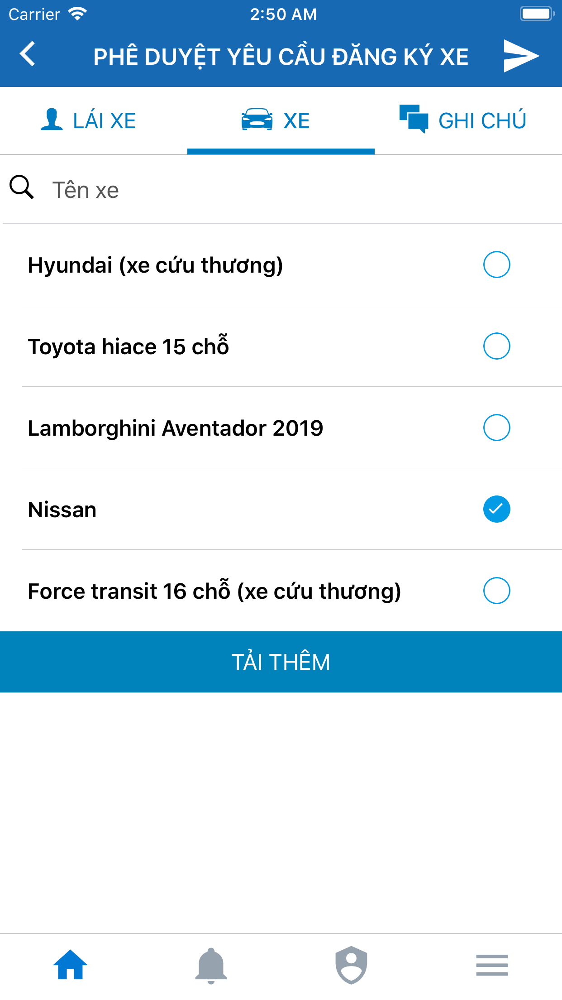 Carrier 2:50 AM
PHÊ DUYỆT YÊU CẦU ĐĂNG KÝ XE
LÁI XE XE GHI CHÚ
Tên xe
Hyundai (xe cứu thương)
Toyota hiace 15 chỗ
Lamborghini Aventador 2019
Nissan
Force transit 16 chỗ (xe cứu thương)
TẢI THÊM